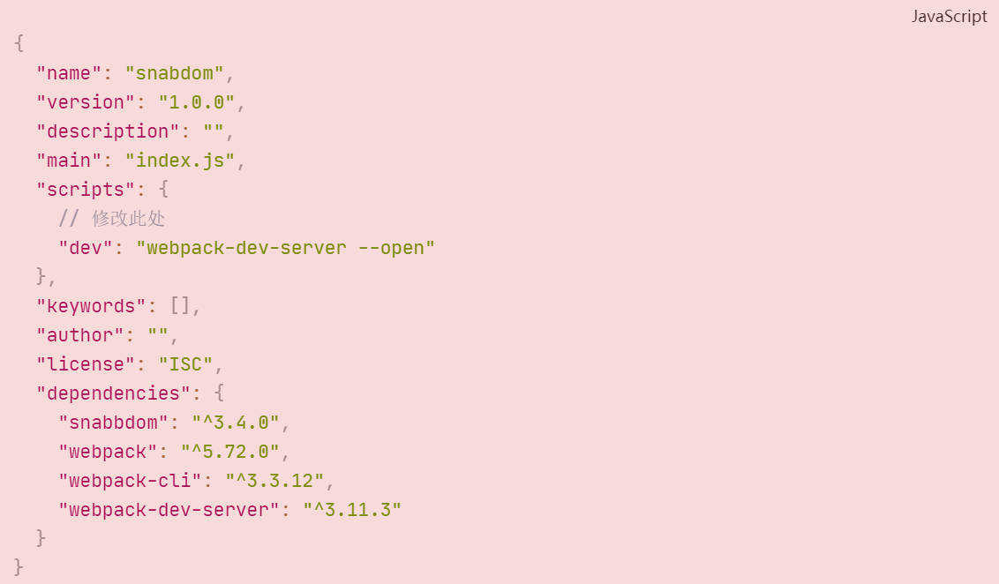 JavaScript
{
  "name": "snabdom",
  "version": "1.0.0",
  "description": "",
  "main": "index.js",
  "scripts": {
    // 修改此处
    "dev": "webpack-dev-server --open"
  },
  "keywords": [],
  "author": "",
  "license": "ISC",
  "dependencies": {
    "snabbdom": "^3.4.0",
    "webpack": "^5.72.0",
    "webpack-cli": "^3.3.12",
    "webpack-dev-server": "^3.11.3"
  }
}